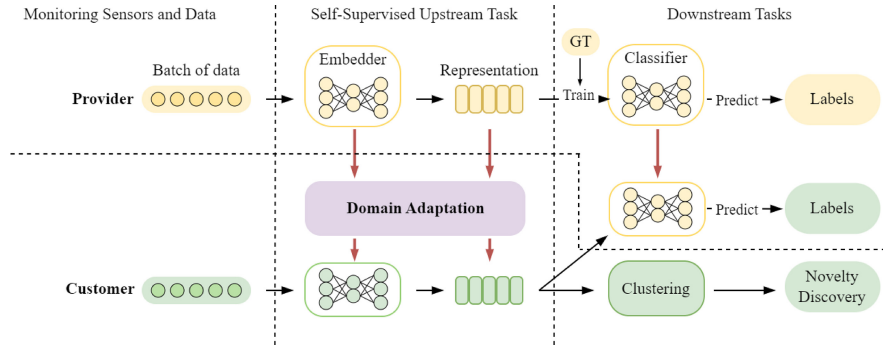 Monitoring Sensors and Data
Self-Supervised Upstream Task
Downstream Tasks
GT
Batch of data
Embedder
Representation
Classifier
Provider
Train
Predict
Labels
Domain Adaptation
Predict
Labels
Customer
Clustering
Novelty
Discovery